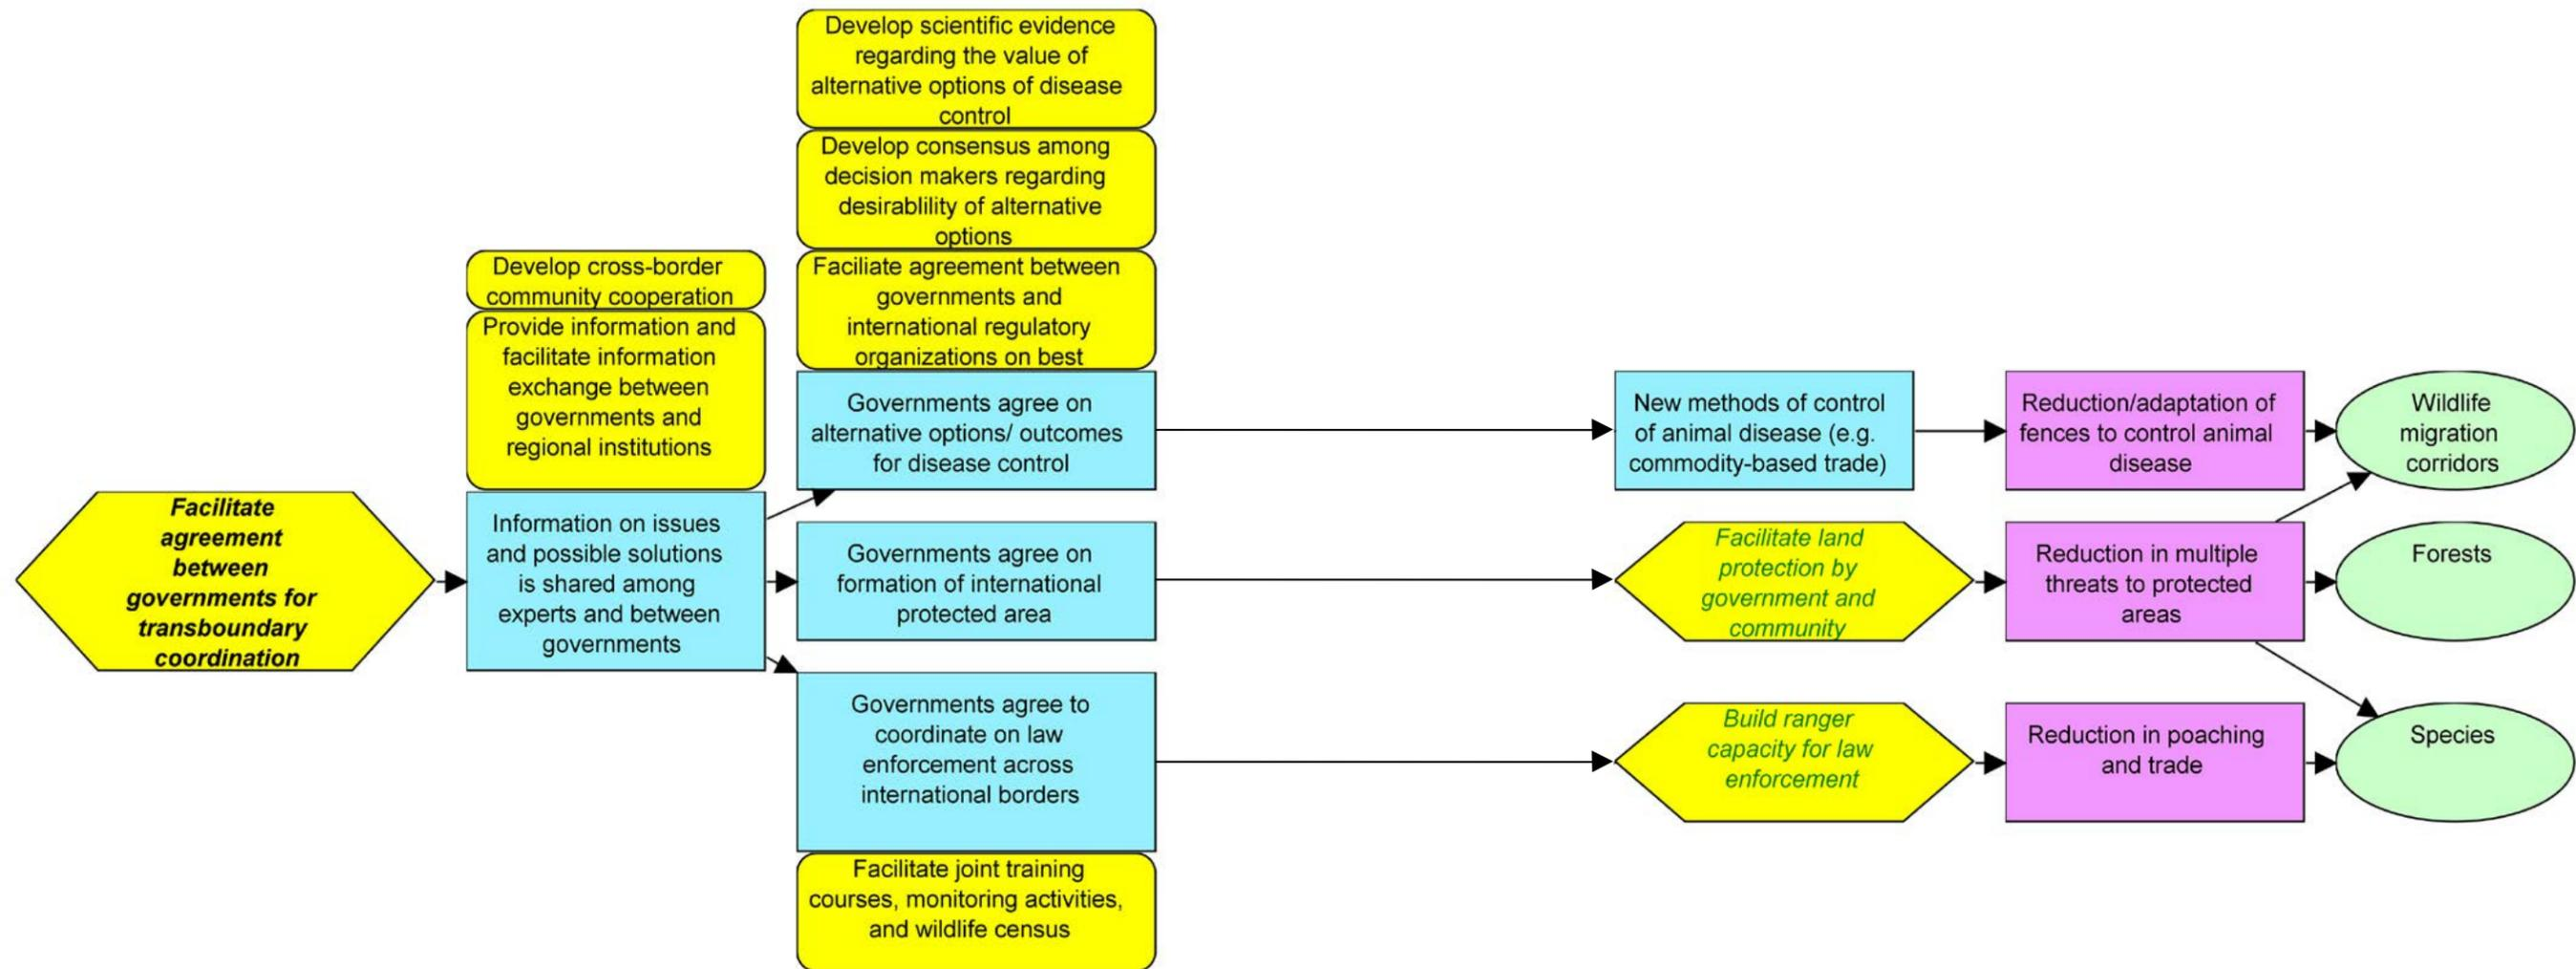 Develop scientific evidence
regarding the value of
alternative options of disease
control
Develop consensus among
decision makers regarding
desirablility of alternative
options
Develop cross-border
community cooperation
Faciliate agreement between
governments and
international regulatory
organizations on best
Provide information and
facilitate information
exchange between
governments and
regional institutions
Governments agree on
alternative options/ outcomes
for disease control
New methods of control
of animal disease (e.g.
commodity-based trade)
Reduction/adaptation of
fences to control animal
disease
Wildlife
migration
corridors
Facilitate
agreement
between
governments for
transboundary
coordination
Information on issues
and possible solutions
is shared among
experts and between
governments
Governments agree on
formation of international
protected area
Facilitate land
protection by
government and
community
Reduction in multiple
threats to protected
areas
Forests
Governments agree to
coordinate on law
enforcement across
international borders
Build ranger
capacity for law
enforcement
Reduction in poaching
and trade
Species
Facilitate joint training
courses, monitoring activities,
and wildlife census